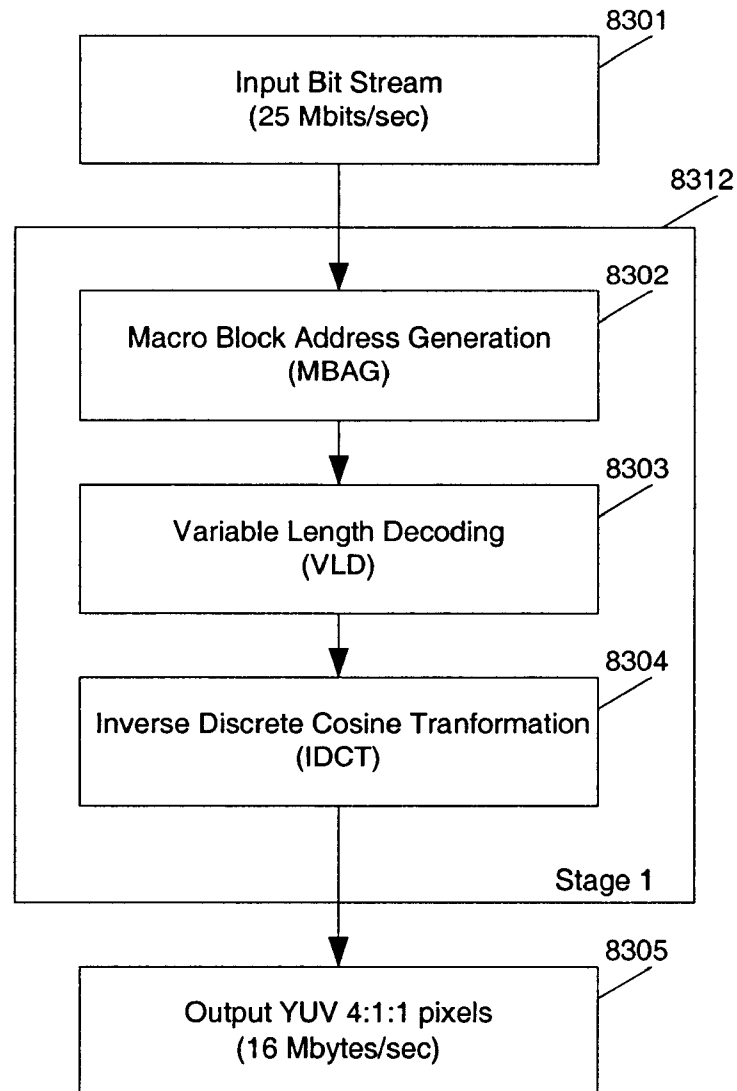 8301
Input Bit Stream
(25 Mbits/sec)
8312
8302
Macro Block Address Generation
(MBAG)
8303
Variable Length Decoding
(VLD)
8304
Inverse Discrete Cosine Tranformation
(IDCT)
Stage 1
8305
Output YUV 4:1:1 pixels
(16 Mbytes/sec)